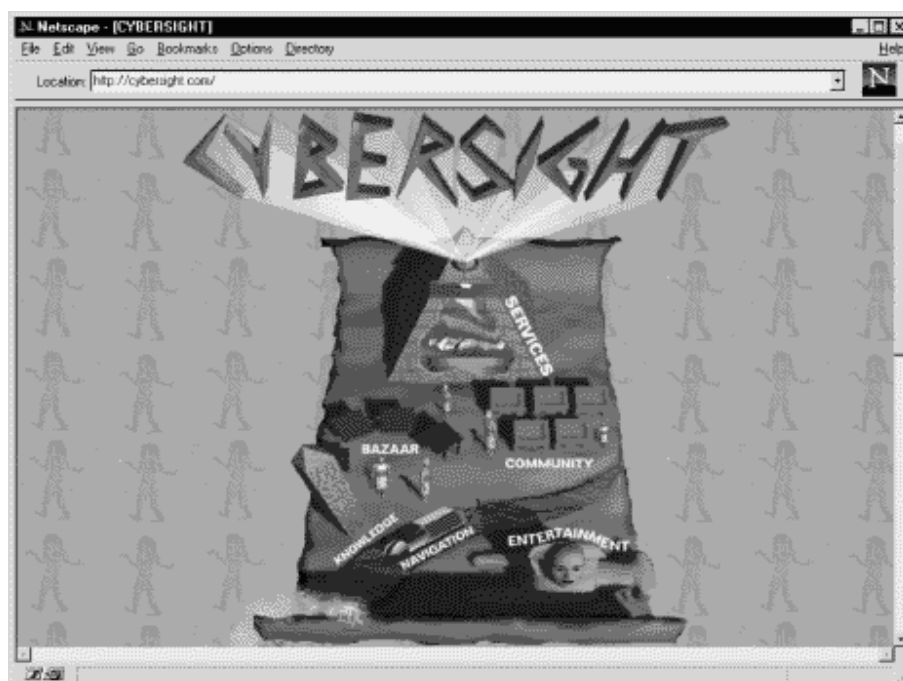 N Netscape - [CYBERSIGHT]
File Edit View Go Bookmarks Options Directory Help
Location: http://cybersight.com/ N
CYBERSIGHT
SERVICES
BAZAAR
COMMUNITY
KNOWLEDGE
NAVIGATION
ENTERTAINMENT